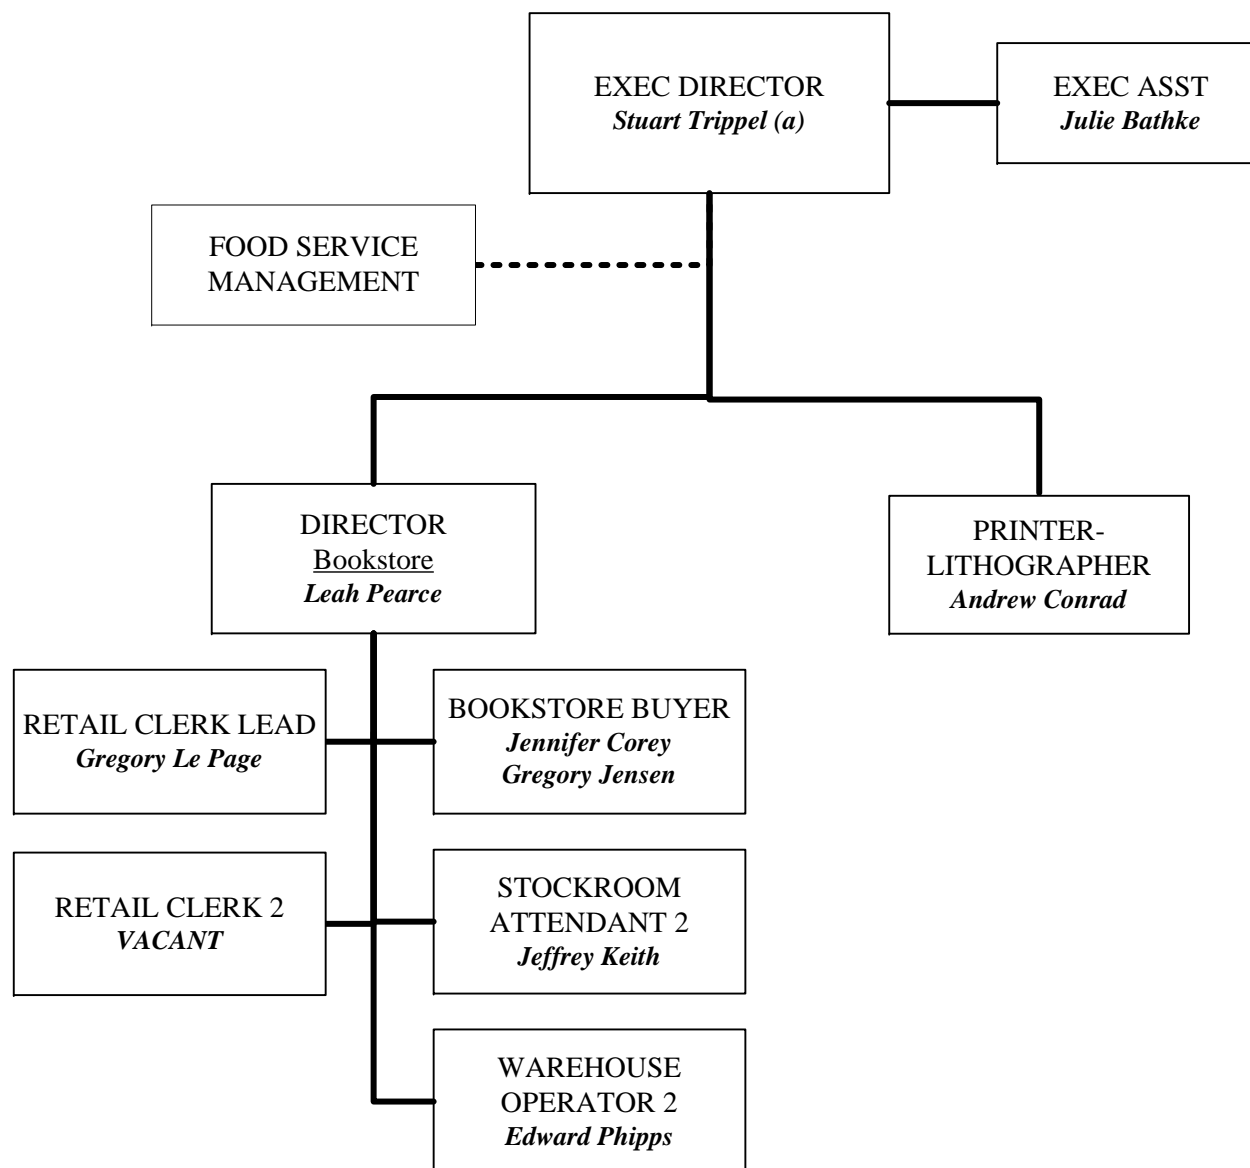 EXEC DIRECTOR
Stuart Trippel (a)
EXEC ASST
Julie Bathke
FOOD SERVICE
MANAGEMENT
DIRECTOR
Bookstore
Leah Pearce
PRINTER-
LITHOGRAPHER
Andrew Conrad
RETAIL CLERK LEAD
Gregory Le Page
BOOKSTORE BUYER
Jennifer Corey
Gregory Jensen
RETAIL CLERK 2
VACANT
STOCKROOM
ATTENDANT 2
Jeffrey Keith
WAREHOUSE
OPERATOR 2
Edward Phipps